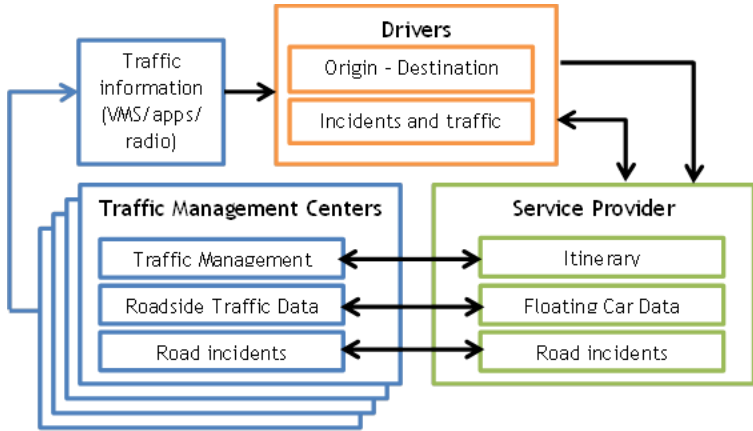 Traffic
information
(VMS/apps/
radio)
Drivers
Origin - Destination
Incidents and traffic
Traffic Management Centers
Traffic Management
Roadside Traffic Data
Road incidents
Service Provider
Itinerary
Floating Car Data
Road incidents